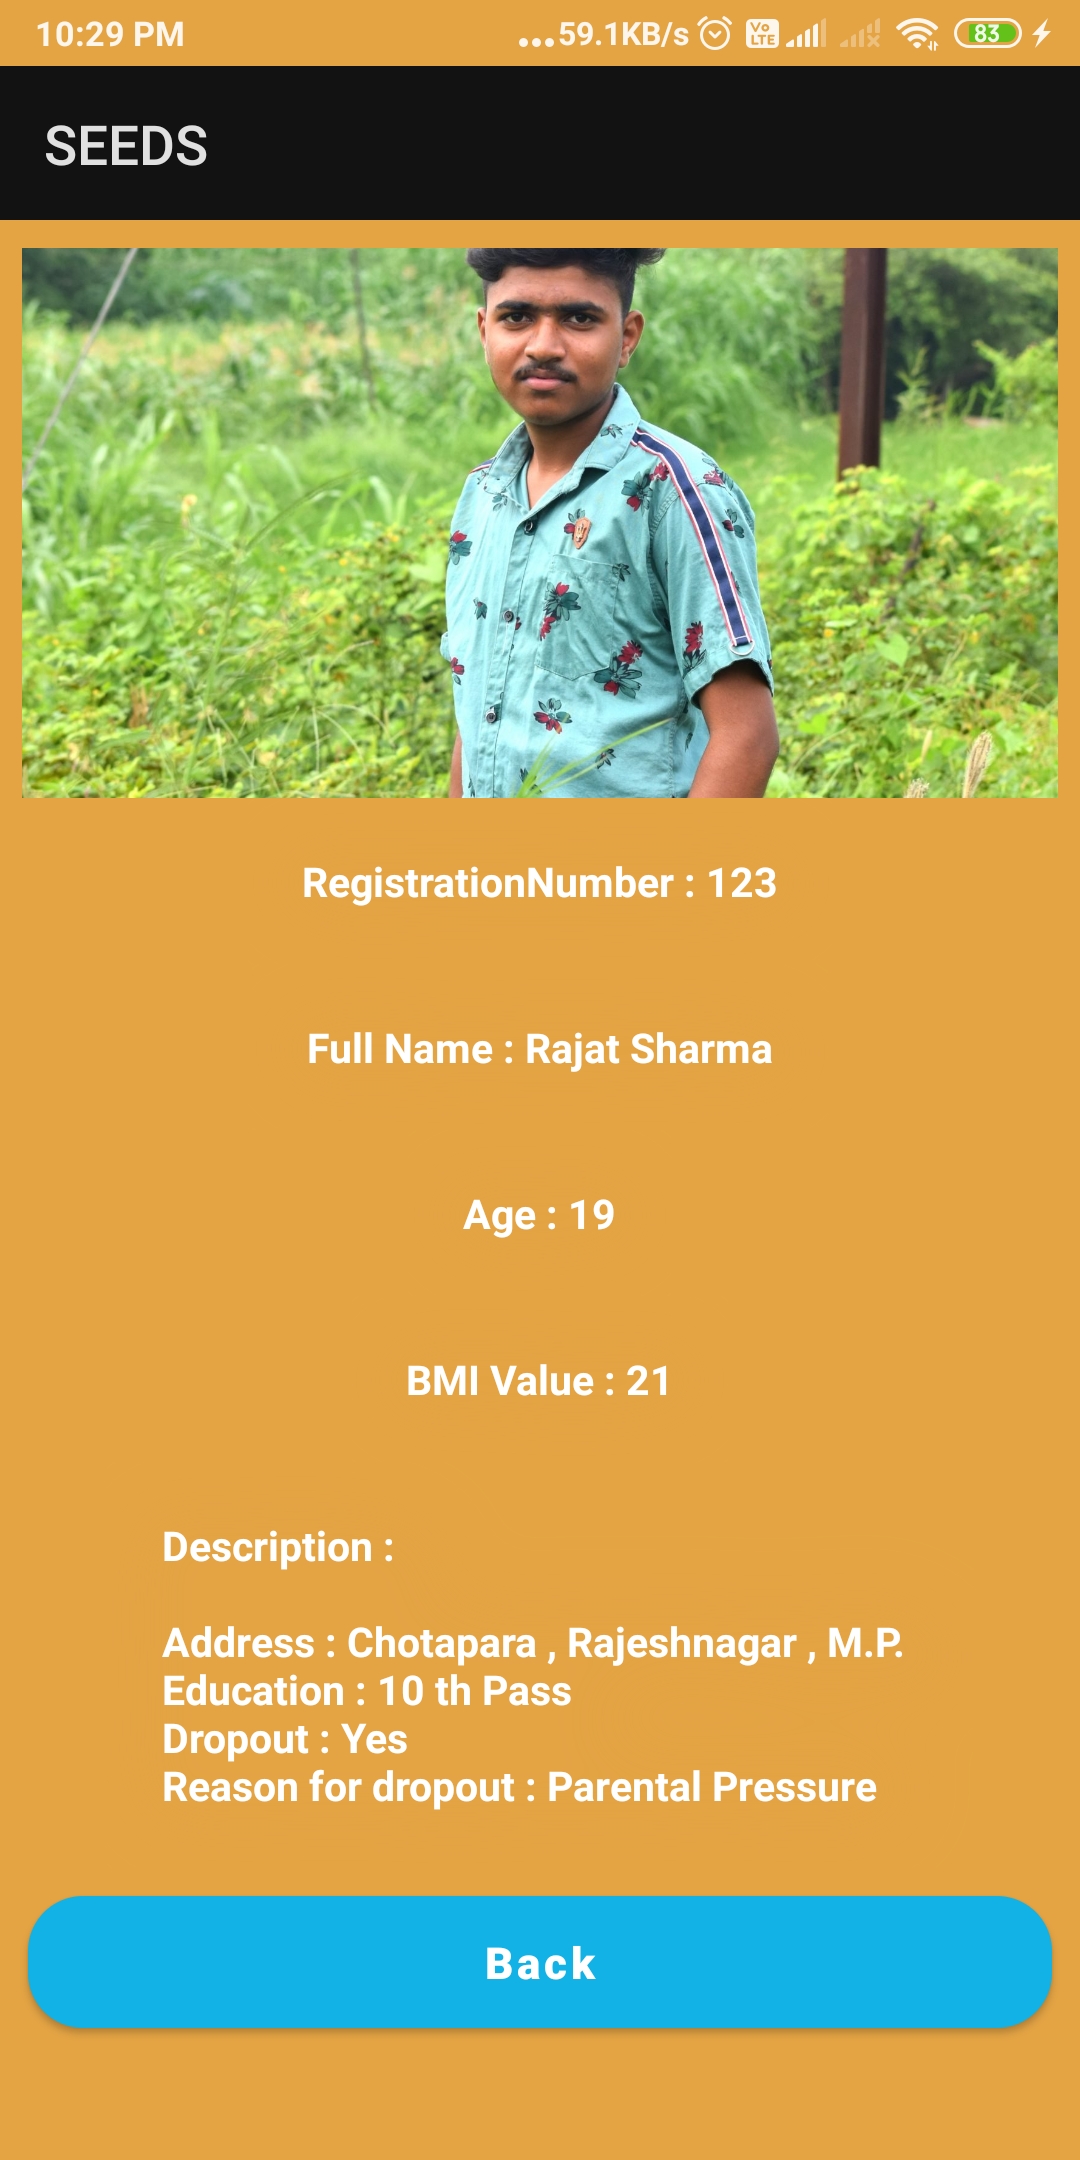 10:29 PM ...59.1KB/s Vo LTE 83
SEEDS
RegistrationNumber : 123
Full Name : Rajat Sharma
Age : 19
BMI Value : 21
Description :
Address : Chotapara , Rajeshnagar , M.P.
Education : 10 th Pass
Dropout : Yes
Reason for dropout : Parental Pressure
Back